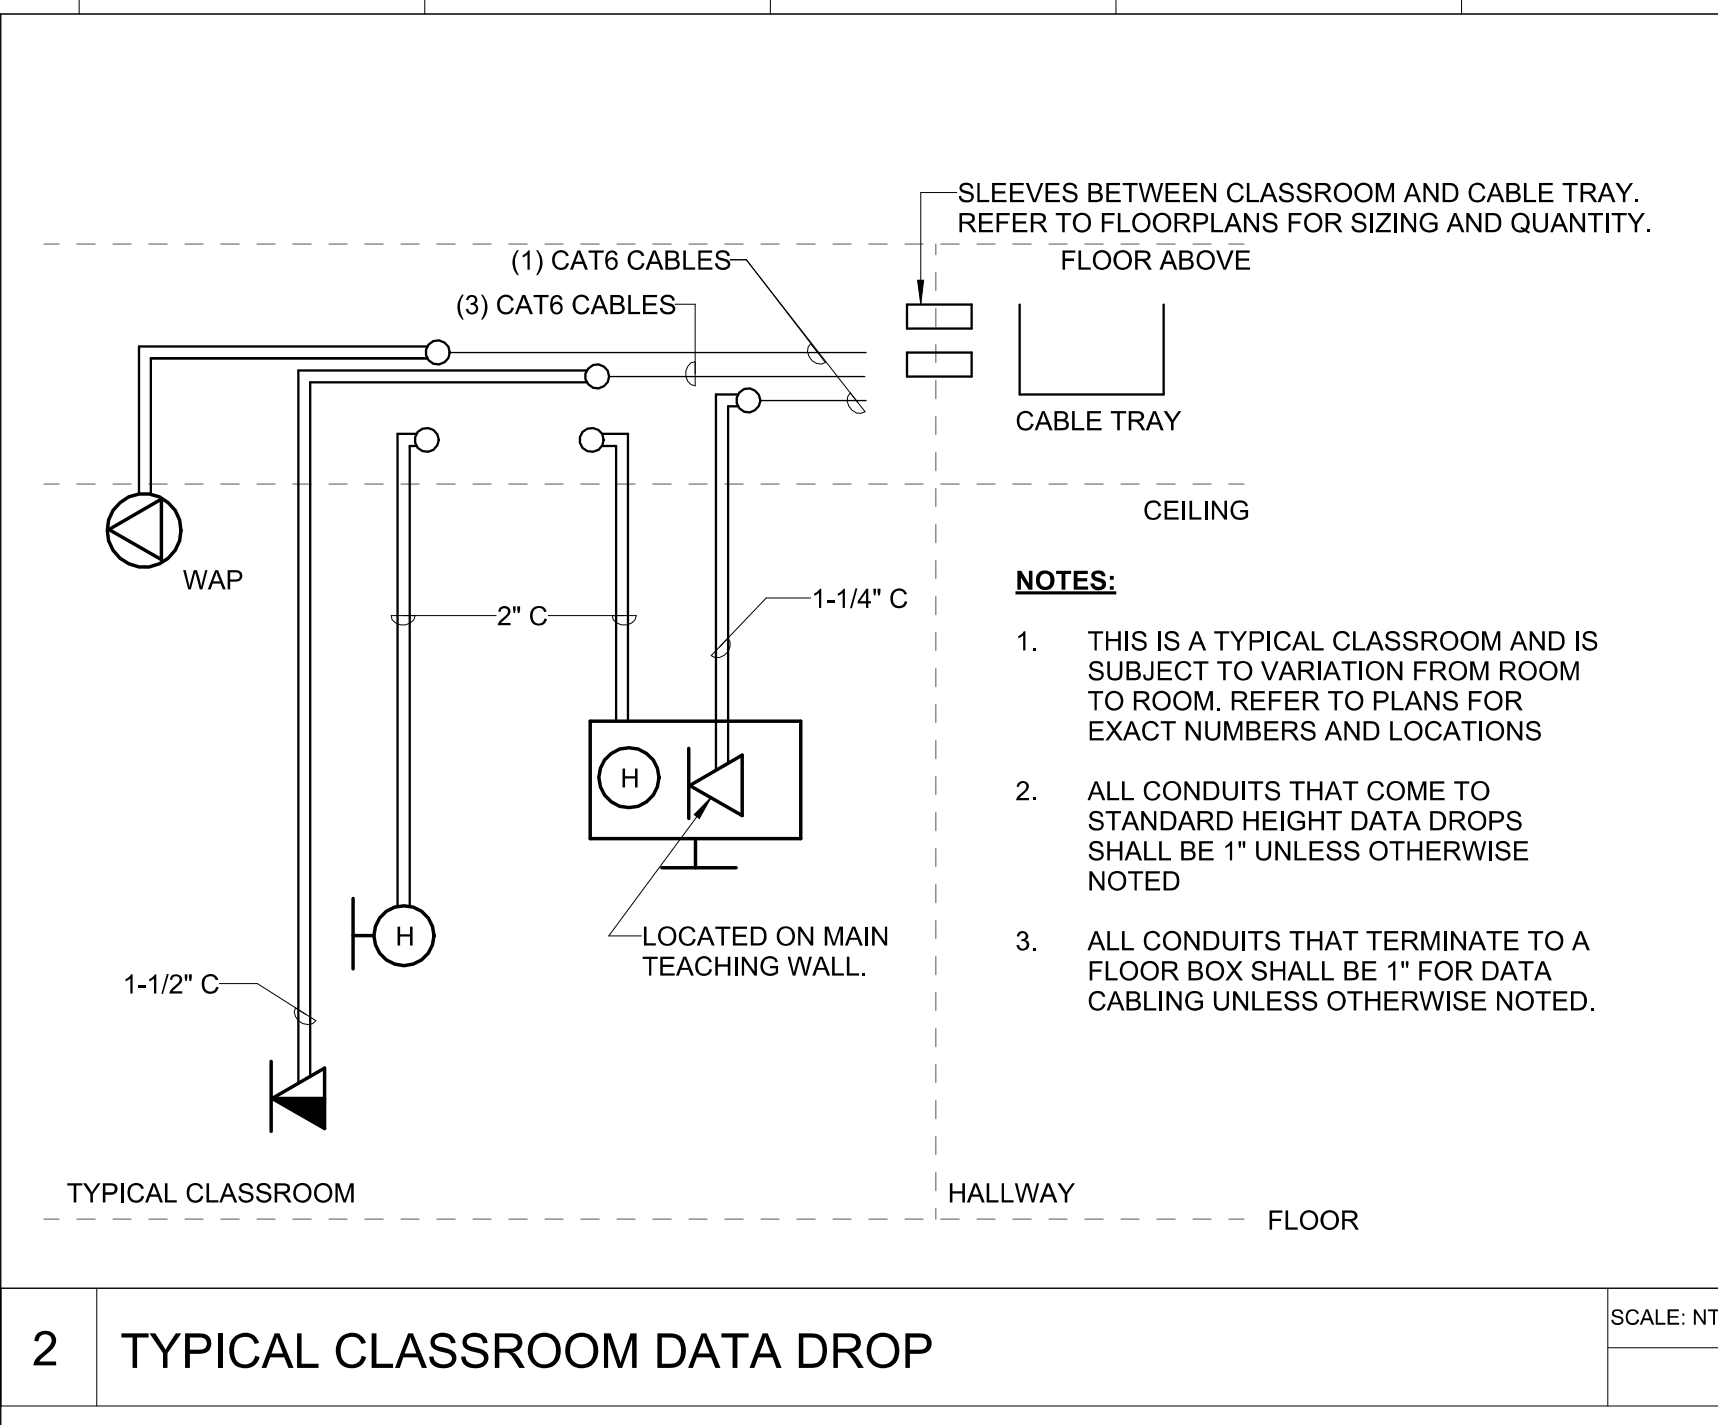 SLEEVES BETWEEN CLASSROOM AND CABLE TRAY.
REFER TO FLOORPLANS FOR SIZING AND QUANTITY.
(1) CAT6 CABLES
FLOOR ABOVE
(3) CAT6 CABLES
CABLE TRAY
CEILING
WAP
2" C
1-1/4" C
H
LOCATED ON MAIN
TEACHING WALL.
H
1-1/2" C
NOTES:
1. THIS IS A TYPICAL CLASSROOM AND IS
SUBJECT TO VARIATION FROM ROOM
TO ROOM. REFER TO PLANS FOR
EXACT NUMBERS AND LOCATIONS
2. ALL CONDUITS THAT COME TO
STANDARD HEIGHT DATA DROPS
SHALL BE 1" UNLESS OTHERWISE
NOTED
3. ALL CONDUITS THAT TERMINATE TO A
FLOOR BOX SHALL BE 1" FOR DATA
CABLING UNLESS OTHERWISE NOTED.
TYPICAL CLASSROOM
HALLWAY
FLOOR
2 TYPICAL CLASSROOM DATA DROP
SCALE: NT